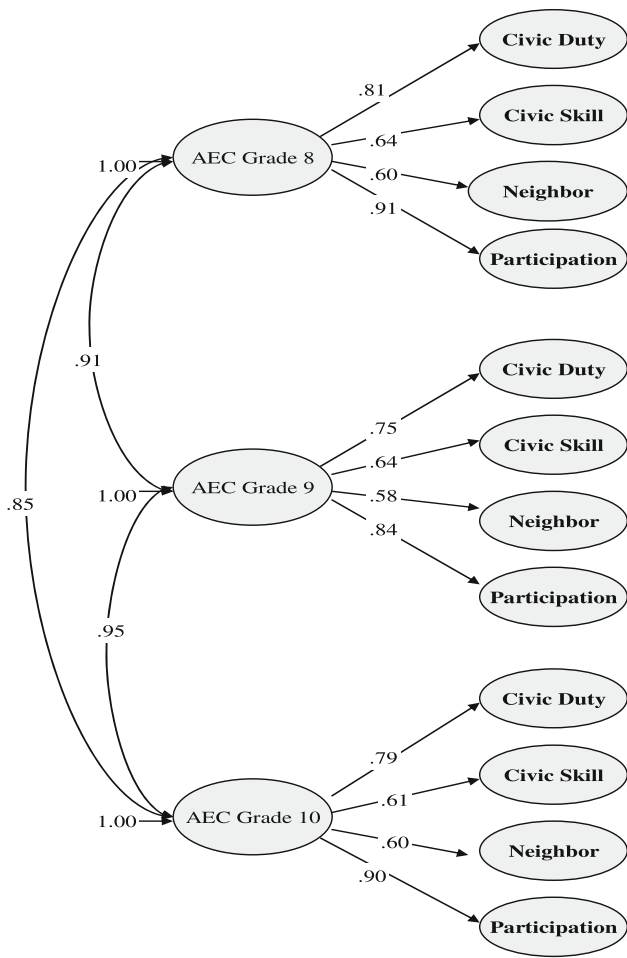 Civic Duty
.81
Civic Skill
.64
AEC Grade 8
1.00
.60
Neighbor
.91
Participation
.91
Civic Duty
.75
Civic Skill
.64
AEC Grade 9
1.00
.58
.85
Neighbor
.84
Participation
.95
Civic Duty
.79
Civic Skill
.61
AEC Grade 10
1.00
.60
Neighbor
.90
Participation